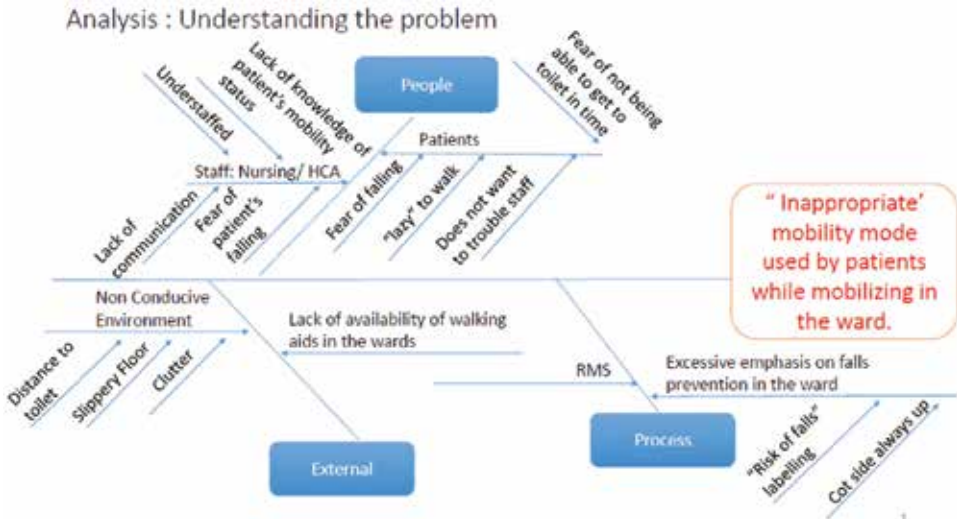 Analysis : Understanding the problem
Understaffed
Lack of knowledge of
patient's mobility
status
People
Fear of not being
able to get to
toilet in time
Patients
Staff: Nursing/ HCA
Lack of
communication
Fear of
patient's
falling
Fear of falling
"lazy" to walk
Does not want
to trouble staff
" Inappropriate'
mobility mode
used by patients
while mobilizing in
the ward.
Non Conducive
Environment
Distance to
toilet
Slippery Floor
Clutter
Lack of availability of walking
aids in the wards
RMS
Excessive emphasis on falls
prevention in the ward
External
Process
"Risk of falls"
labelling
Cot side always up